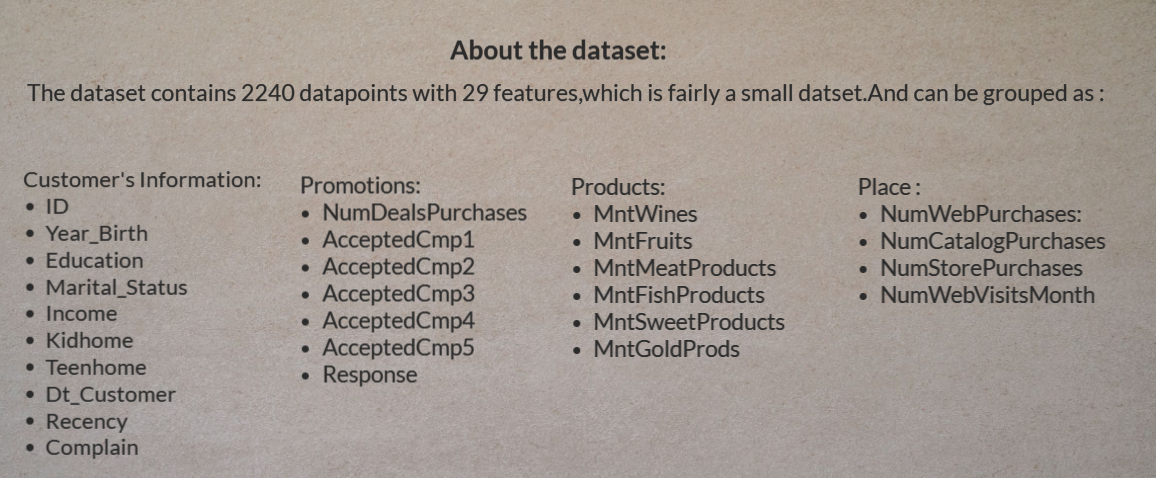 About the dataset:
The dataset contains 2240 datapoints with 29 features,which is fairly a small datset.And can be grouped as :
Customer's Information:
• ID
• Year_Birth
• Education
• Marital_Status
• Income
• Kidhome
• Teenhome
• Dt_Customer
• Recency
• Complain
Promotions:
• NumDealsPurchases
• AcceptedCmp1
• AcceptedCmp2
• AcceptedCmp3
• AcceptedCmp4
• AcceptedCmp5
• Response
Products:
• MntWines
• MntFruits
• MntMeatProducts
• MntFishProducts
• MntSweetProducts
• MntGoldProds
Place :
• NumWebPurchases:
• NumCatalogPurchases
• NumStorePurchases
• NumWebVisitsMonth